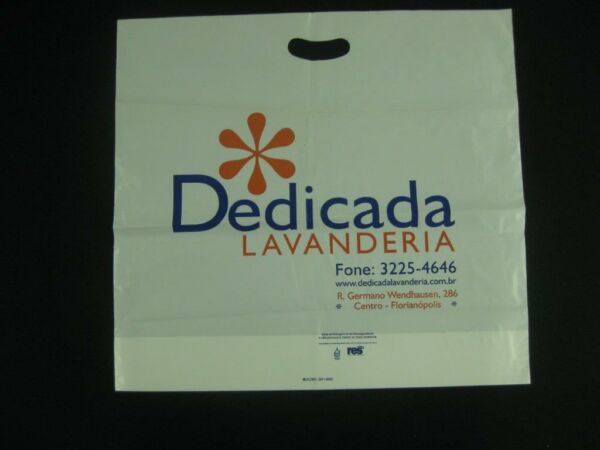 Dedicada
LAVANDERIA
Fone: 3225-4646
www.dedicadalavanderia.com.br
R. Germano Wendhausen, 286
* Centro - Florianópolis *
res